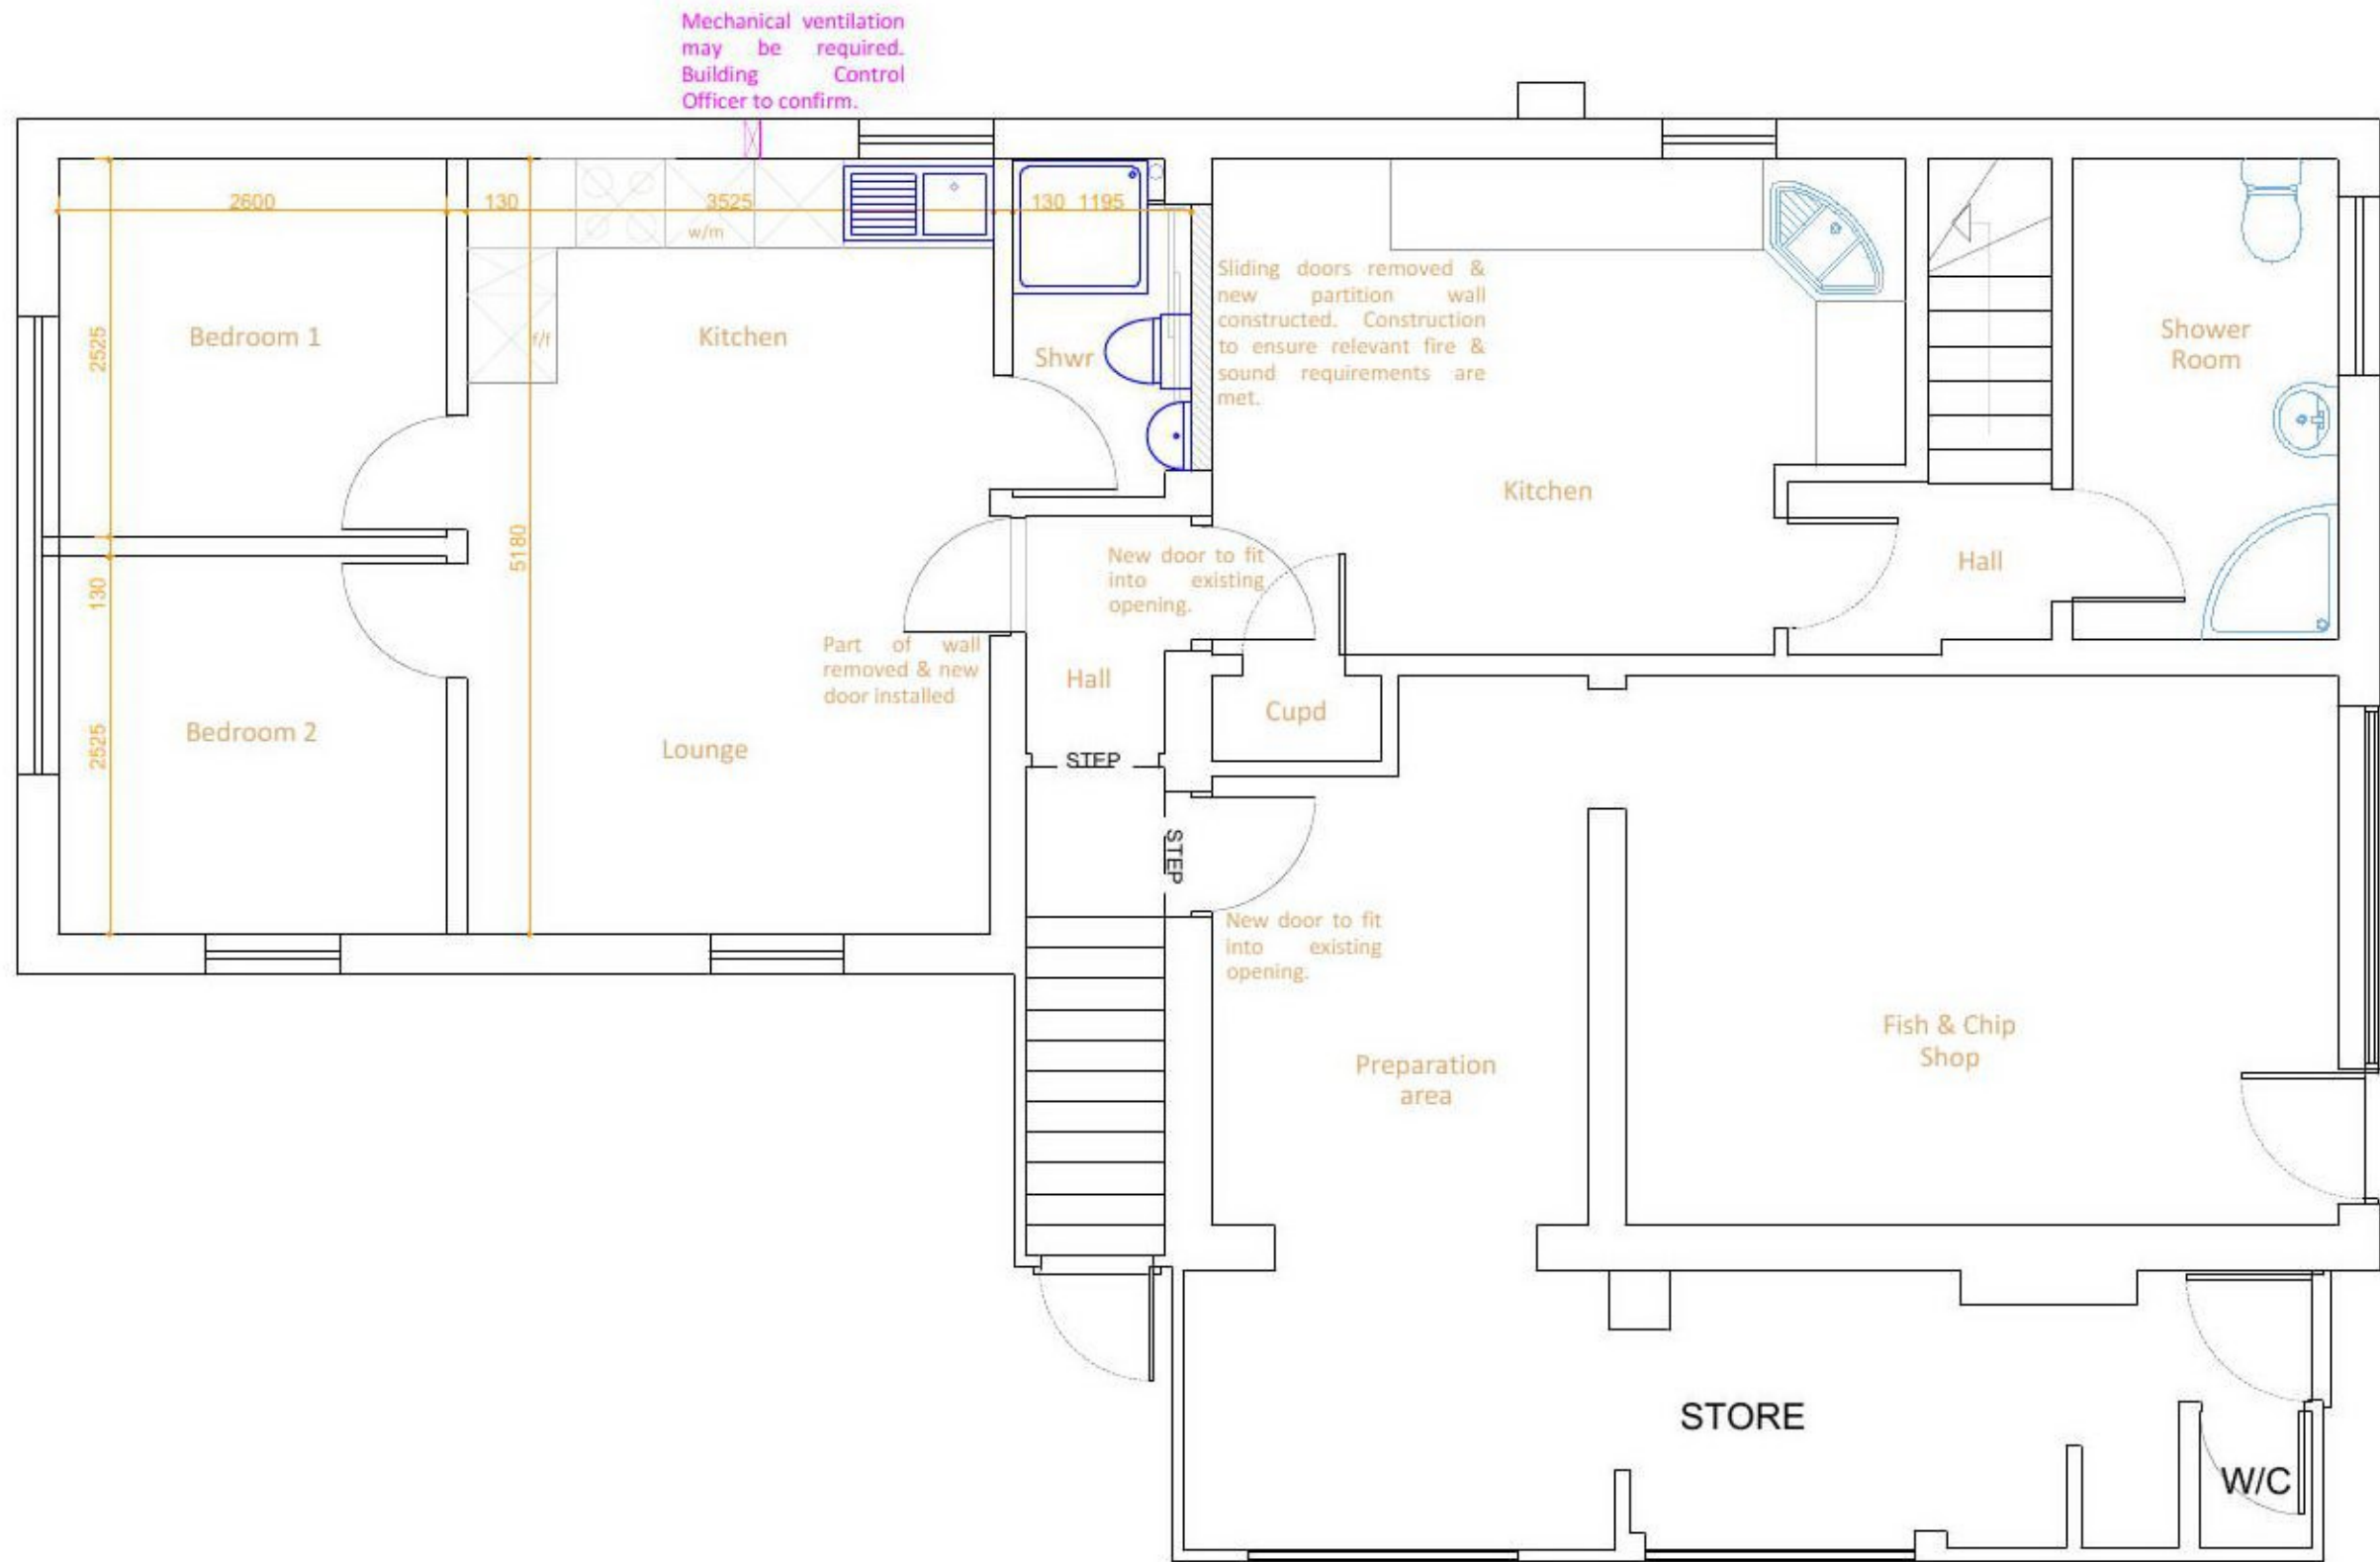 Mechanical ventilation
may be required.
Building Control
Officer to confirm.
2600
130
3525
130 1195
w/m
Sliding doors removed &
new partition wall
constructed. Construction
to ensure relevant fire &
sound requirements are
met.
2525
Bedroom 1
f/f
Kitchen
Shwr
Shower
Room
Kitchen
5180
130
New door to fit
into existing
opening.
Hall
Part of wall
removed & new
door installed
Hall
Cupd
2525
Bedroom 2
Lounge
STEP
STEP
New door to fit
into existing
opening.
Preparation
area
Fish & Chip
Shop
STORE
W/C